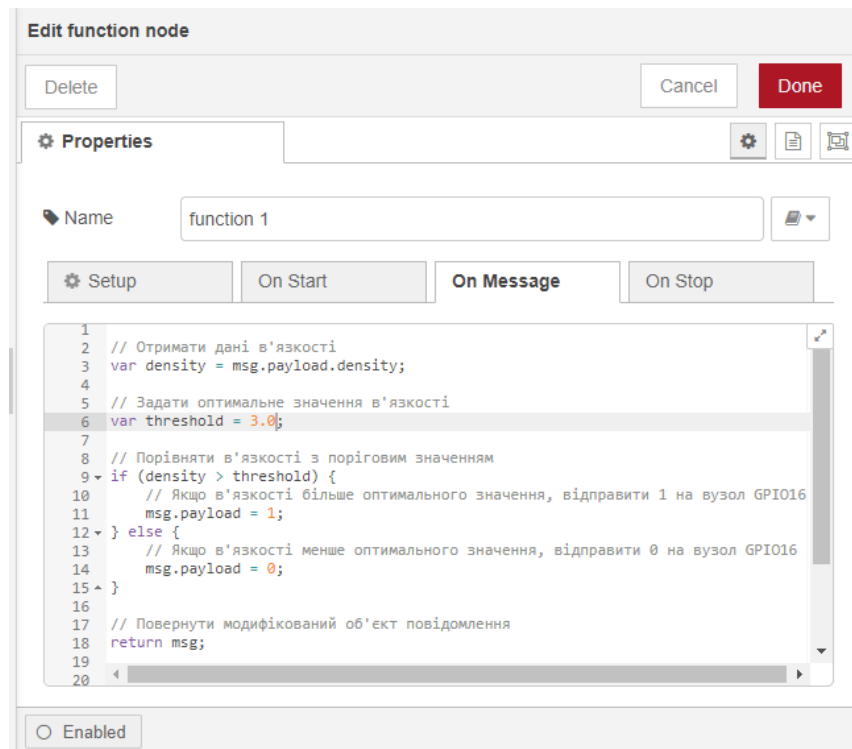 Edit function node
Delete
Cancel
Done
Properties
Name
function 1
Setup
On Start
On Message
On Stop
1
2 // Отримати дані в'язкості
3 var density = msg.payload.density;
4
5 // Задати оптимальне значення в'язкості
6 var threshold = 3.0;
7
8 // Порівняти в'язкості з поріговим значенням
9 if (density > threshold) {
10 // Якщо в'язкості більше оптимального значення, відправити 1 на вузол GPIO16
11 msg.payload = 1;
12 } else {
13 // Якщо в'язкості менше оптимального значення, відправити 0 на вузол GPIO16
14 msg.payload = 0;
15 }
16
17 // Повернути модифікований об'єкт повідомлення
18 return msg;
19
20
Enabled